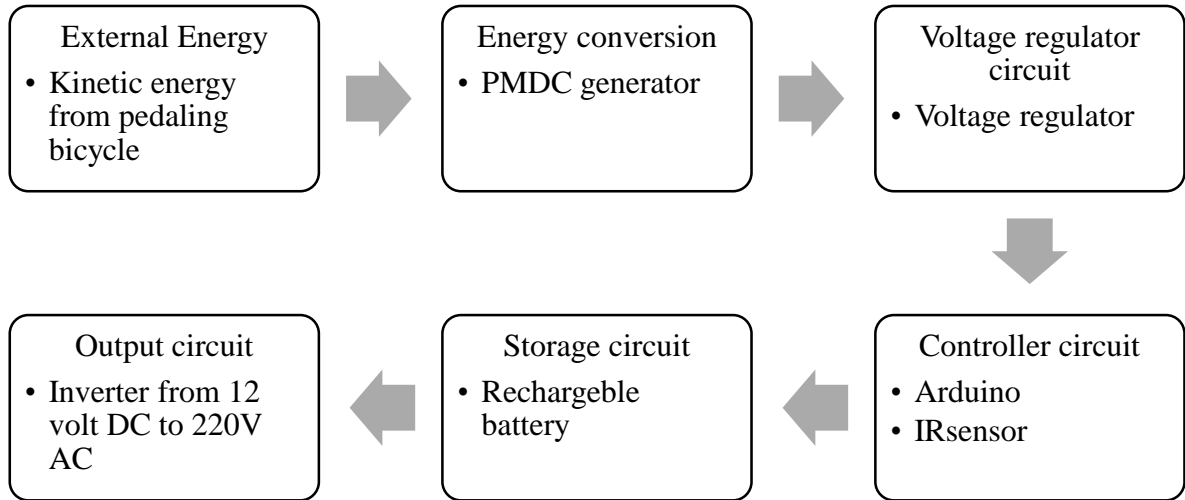 External Energy
• Kinetic energy
from pedaling
bicycle
Energy conversion
• PMDC generator
Voltage regulator
circuit
• Voltage regulator
Controller circuit
• Arduino
• IRsensor
Storage circuit
• Rechargeble
battery
Output circuit
• Inverter from 12
volt DC to 220V
AC